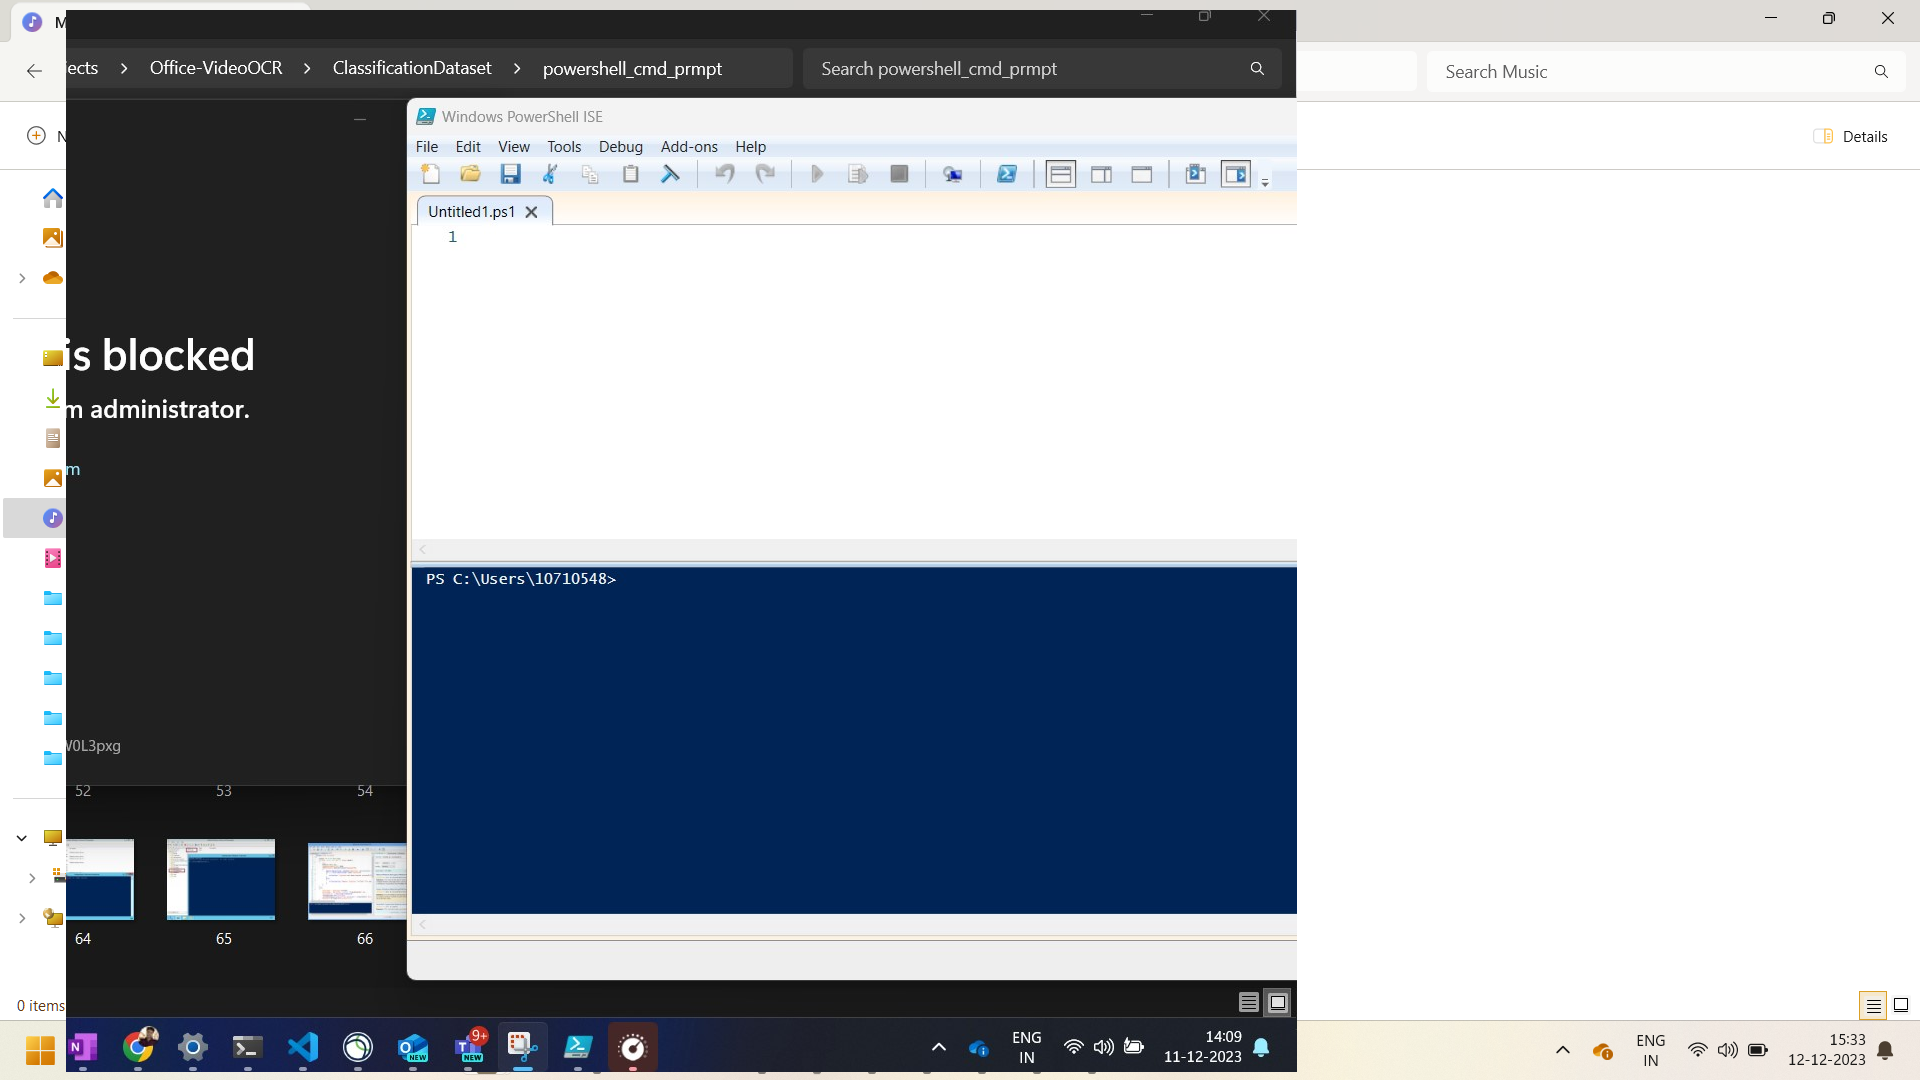 ects > Office-VideoOCR > ClassificationDataset > powershell_cmd_prmpt
Search powershell_cmd_prmpt
Search Music
Windows PowerShell ISE
File Edit View Tools Debug Add-ons Help
Details
Untitled1.ps1
1
is blocked
m administrator.
m
PS C:\Users\10710548>
W0L3pxg
52 53 54
64 65 66
0 items
9+
NEW
NEW
ENG
IN
14:09
11-12-2023
ENG
IN
15:33
12-12-2023